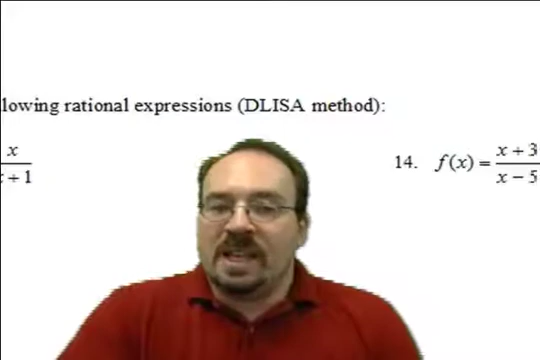 lowing rational expressions (DLISA method):
x
+ 1
14. f(x) = x + 3
x − 5